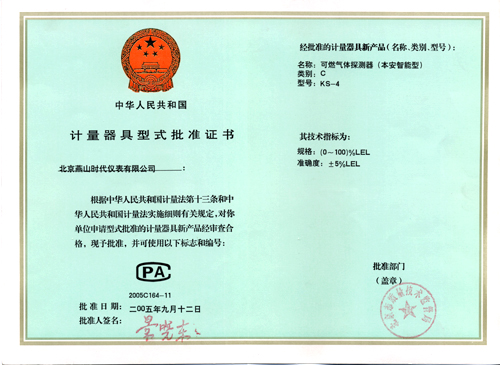 中华人民共和国
计量器具型式批准证书
北京燕山时代仪表有限公司:
根据中华人民共和国计量法第十三条和中
华人民共和国计量法实施细则有关规定,对你
单位申请型式批准的计量器具新产品经审查合
格,现予批准,并可使用以下标志和编号:
PA
2005C164-11
批准日期:二00五年九月十二日
批准人签名:
经批准的计量器具新产品(名称、类别、型号):
名称:可燃气体探测器(本安智能型)
类别:C
型号:KS-4
其技术指标为:
规格:(0~100)%LEL
准确度:±5%LEL
批准部门
(盖章)